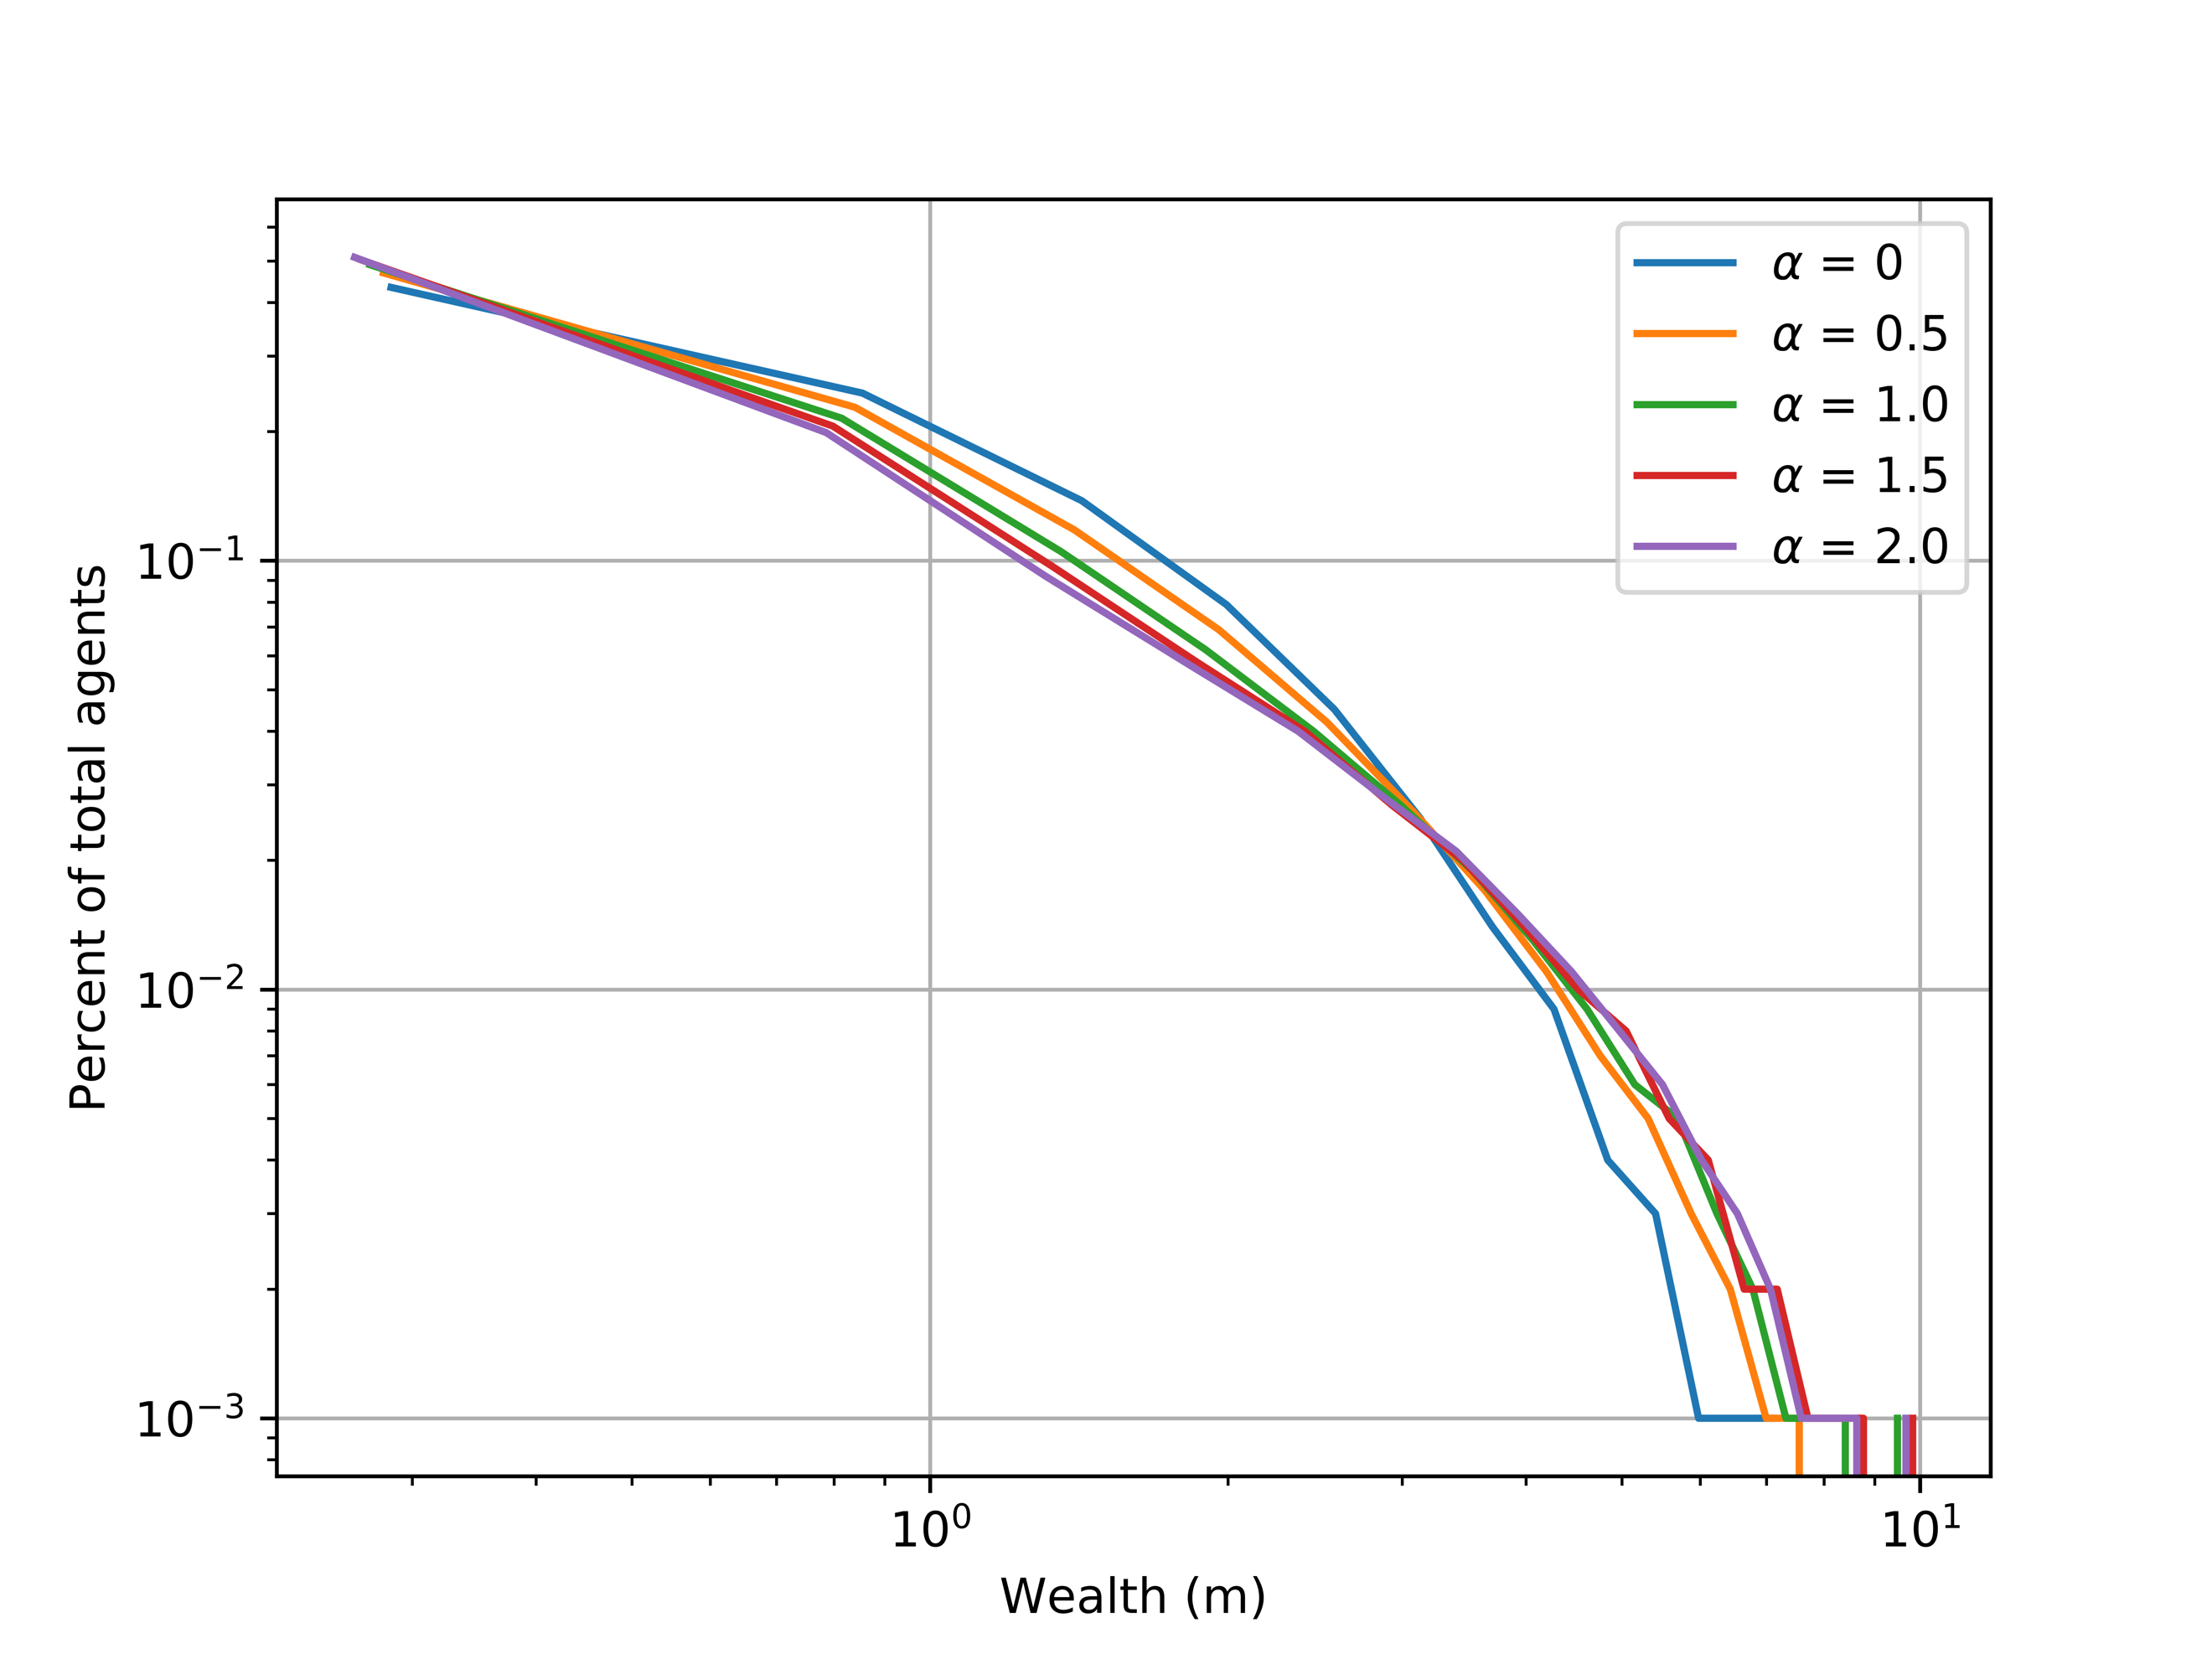 α = 0
α = 0.5
α = 1.0
α = 1.5
α = 2.0
Percent of total agents
10⁻¹
10⁻²
10⁻³
10⁰
10¹
Wealth (m)